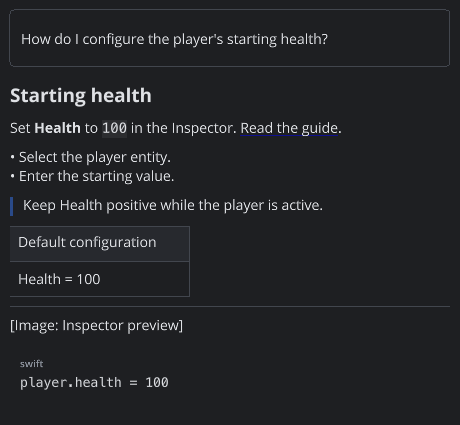 How do I configure the player's starting health?
Starting health
Set Health to 100 in the Inspector. Read the guide.
• Select the player entity.
• Enter the starting value.
Keep Health positive while the player is active.
Default configuration
Health = 100
[Image: Inspector preview]
swift
player.health = 100